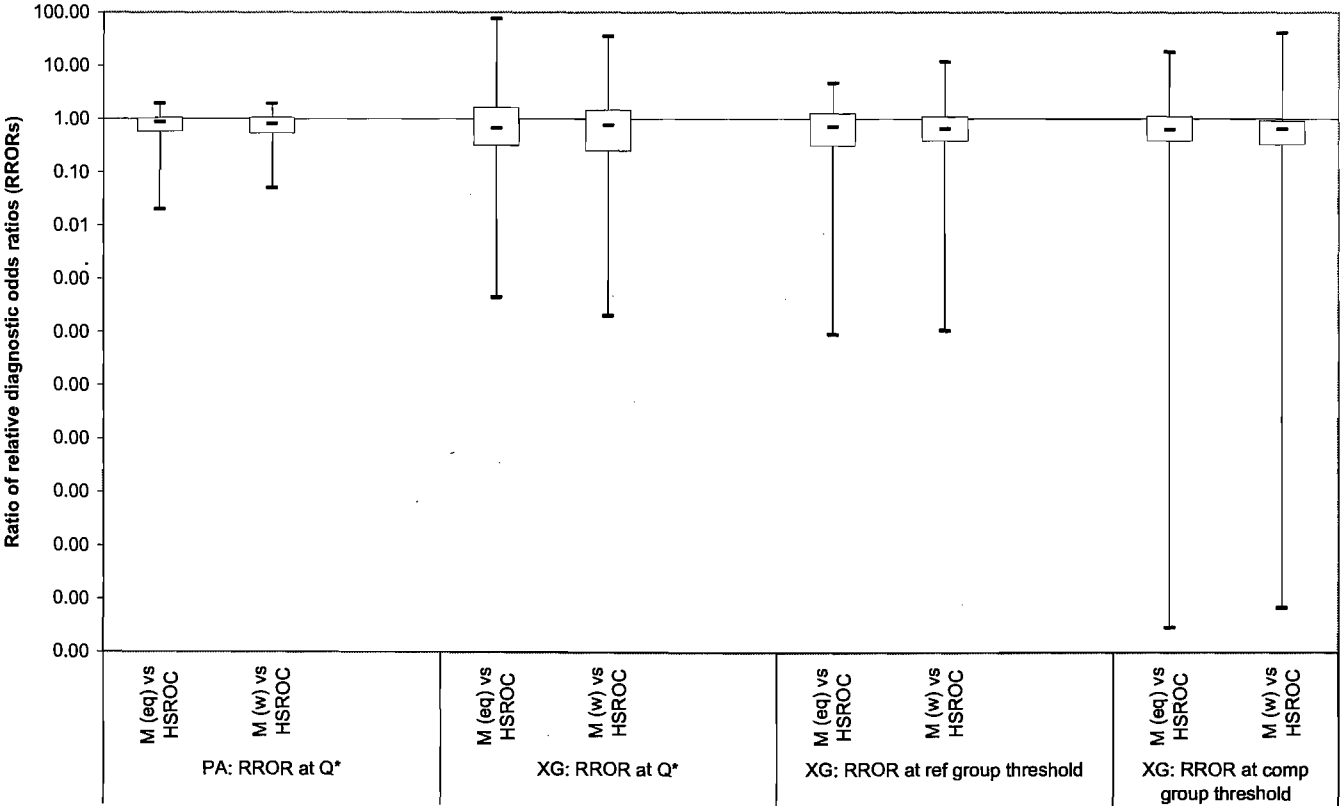 Ratio of relative diagnostic odds ratios (RRORs)
100.00
10.00
1.00
0.10
0.01
0.00
0.00
0.00
0.00
0.00
0.00
0.00
0.00
M (eq) vs
HSROC
M (w) vs
HSROC
M (eq) vs
HSROC
M (w) vs
HSROC
M (eq) vs
HSROC
M (w) vs
HSROC
M (eq) vs
HSROC
M (w) vs
HSROC
PA: RROR at Q*
XG: RROR at Q*
XG: RROR at ref group threshold
XG: RROR at comp
group threshold